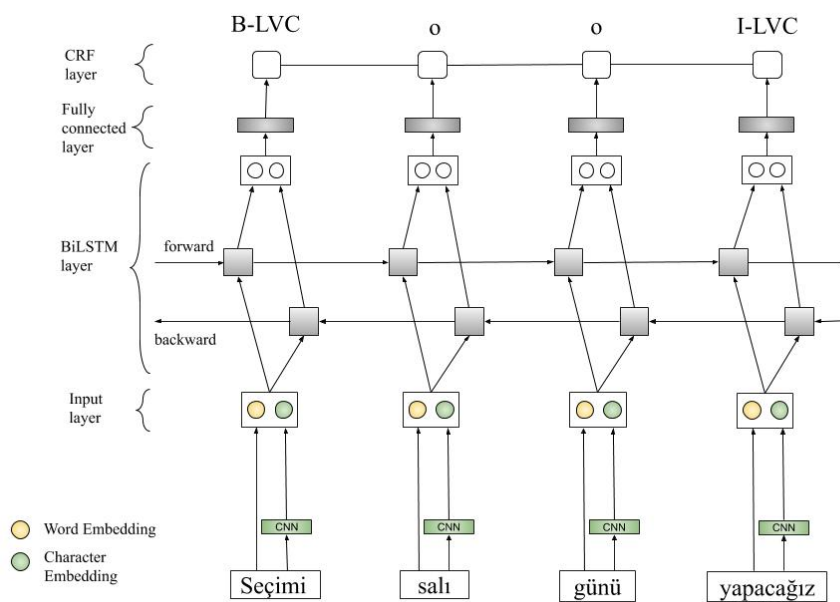 B-LVC
o
o
I-LVC
CRF
layer
Fully
connected
layer
BiLSTM
layer
forward
backward
Input
layer
CNN
CNN
CNN
CNN
Word Embedding
Character
Embedding
Seçimi
salı
günü
yapacağız